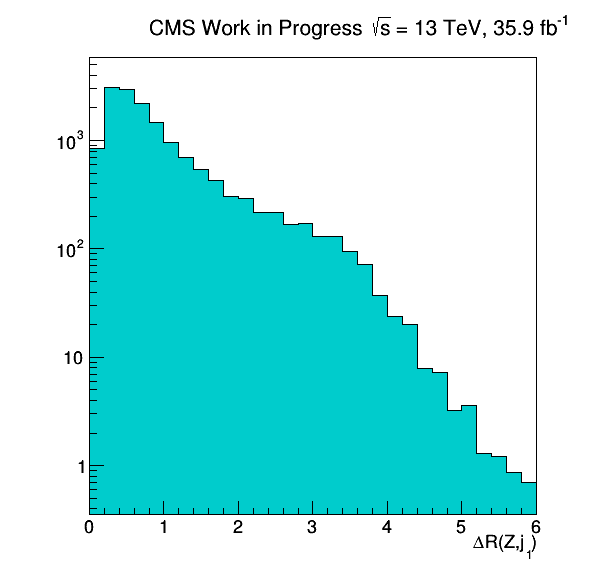 CMS Work in Progress √s = 13 TeV, 35.9 fb⁻¹
10³
10²
10
1
0 1 2 3 4 5 6
ΔR(Z,j₁)